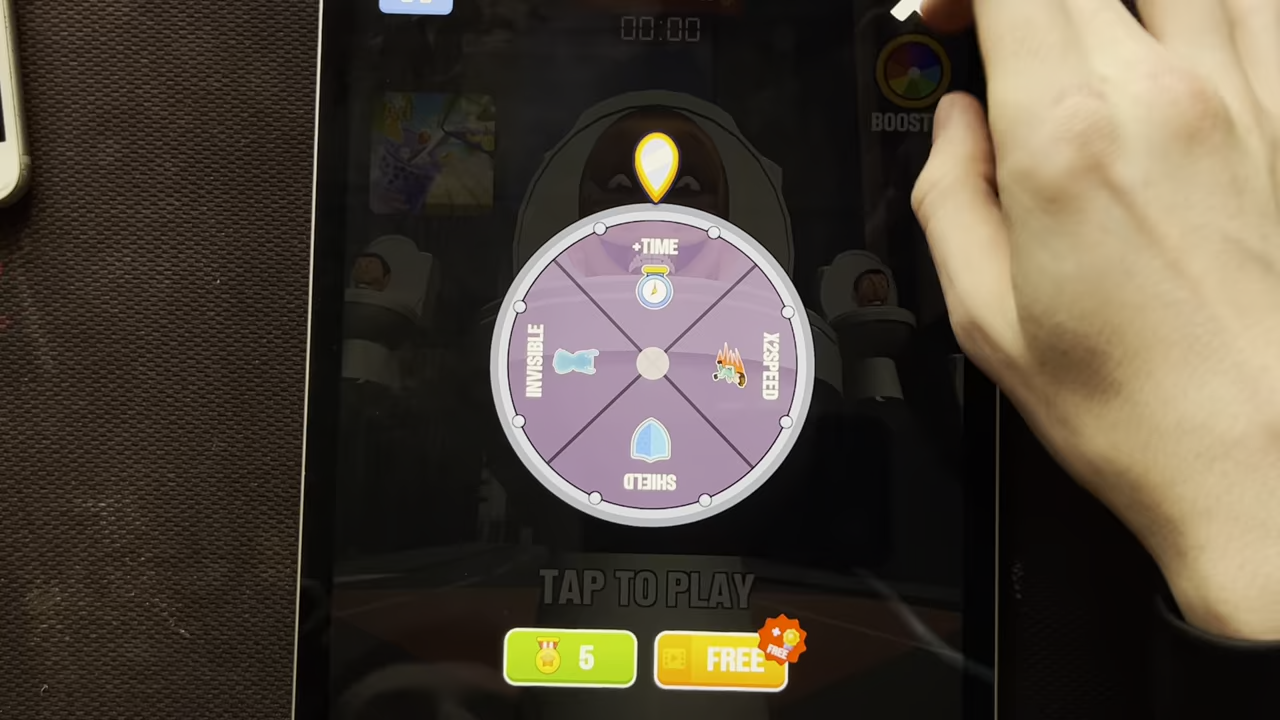 00:00
BOOST
+TIME
INVISIBLE
X2SPEED
SHIELD
TAP TO PLAY
5
FREE
+
FREE